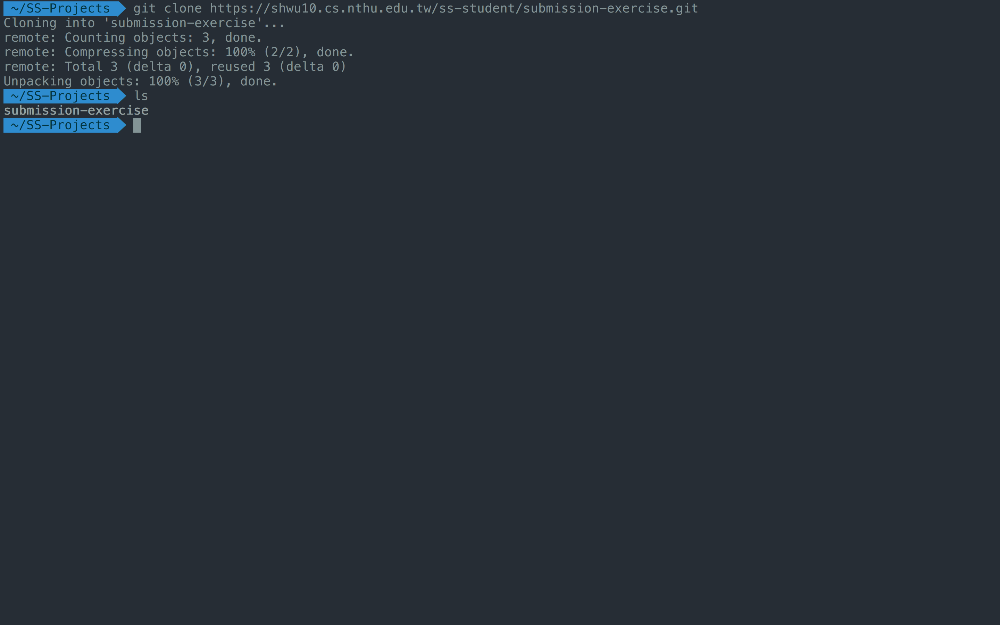 ~/SS-Projects git clone https://shwu10.cs.nthu.edu.tw/ss-student/submission-exercise.git
Cloning into 'submission-exercise'...
remote: Counting objects: 3, done.
remote: Compressing objects: 100% (2/2), done.
remote: Total 3 (delta 0), reused 3 (delta 0)
Unpacking objects: 100% (3/3), done.
~/SS-Projects ls
submission-exercise
~/SS-Projects